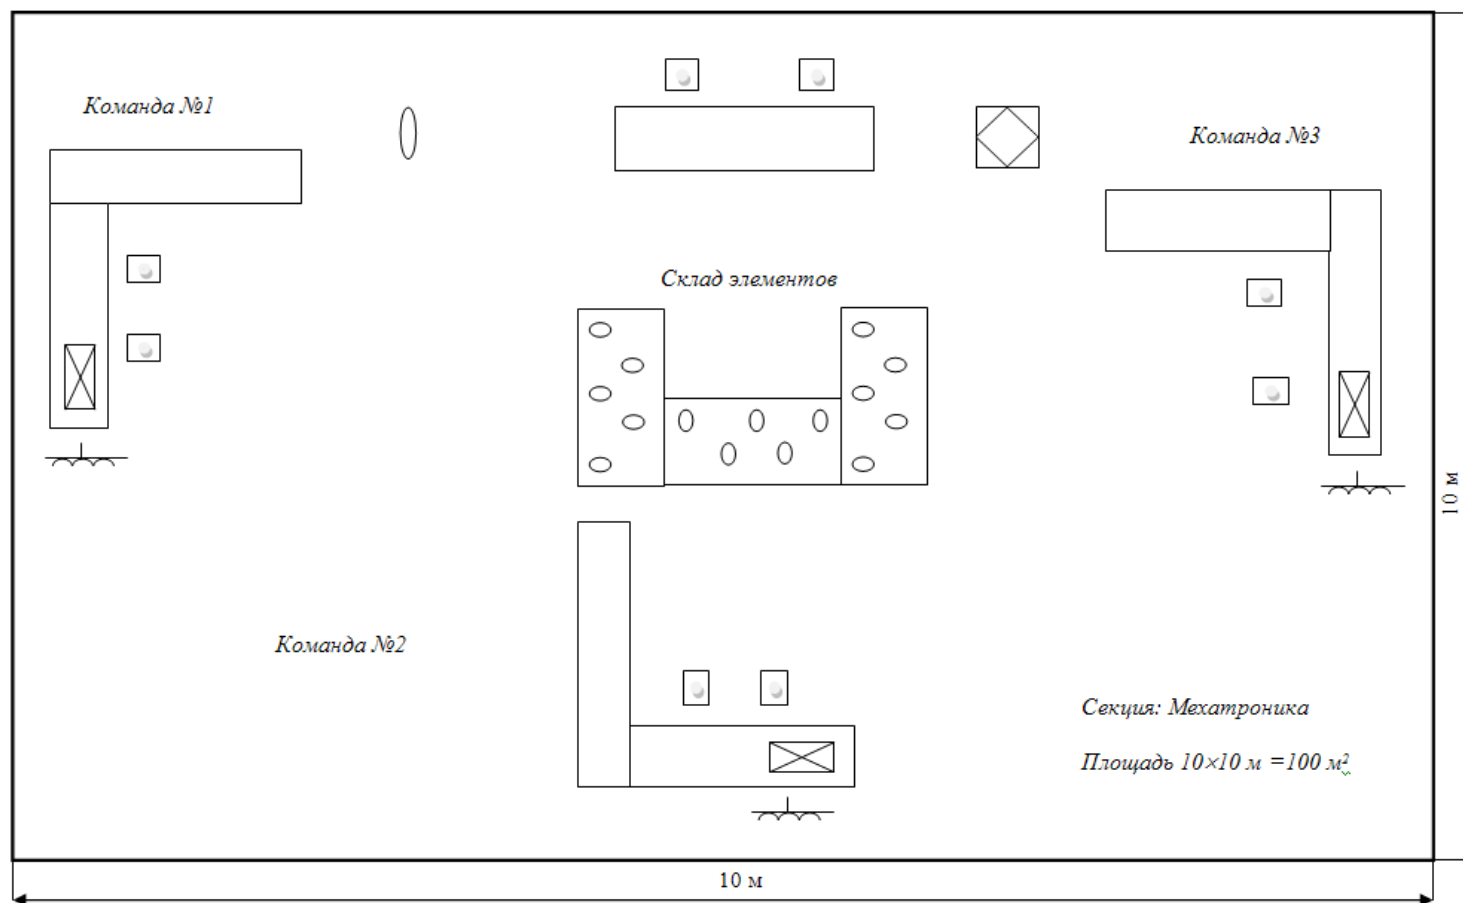 Команда №1
Команда №3
Склад элементов
Команда №2
Секция: Мехатроника
Площадь 10×10 м =100 м²
10 м
10 м